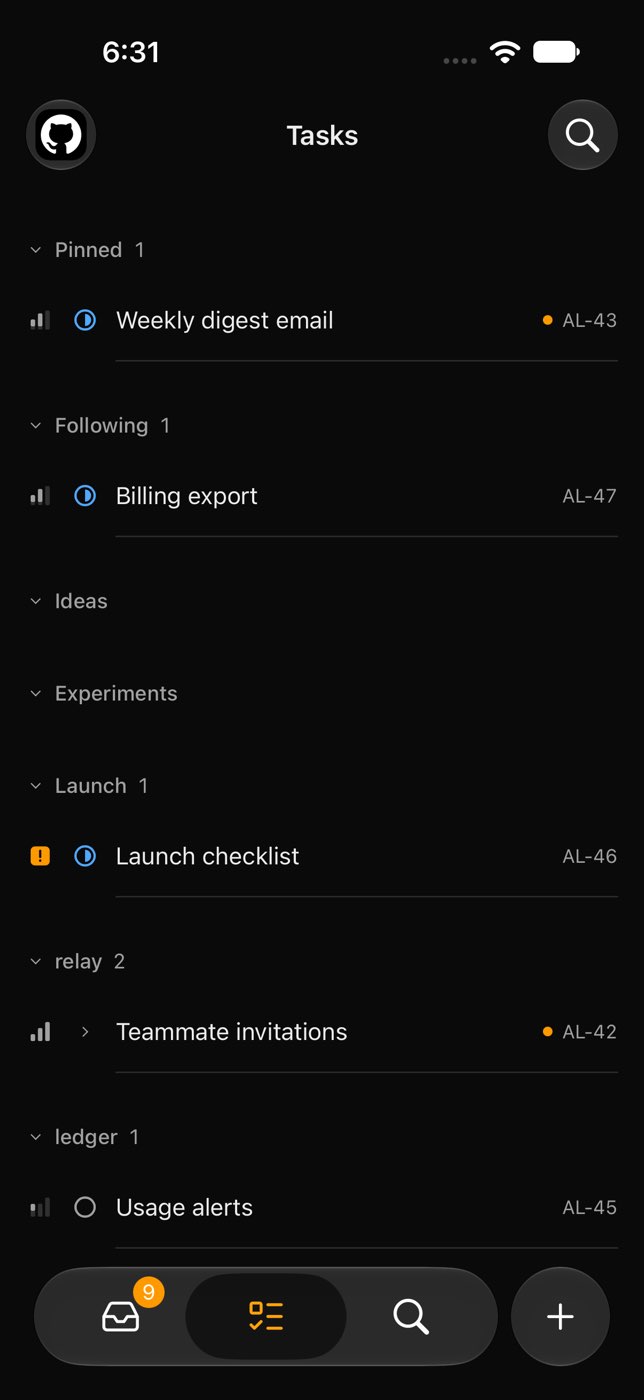 6:31
Tasks
Pinned 1
Weekly digest email AL-43
Following 1
Billing export AL-47
Ideas
Experiments
Launch 1
! Launch checklist AL-46
relay 2
Teammate invitations AL-42
ledger 1
Usage alerts AL-45
9